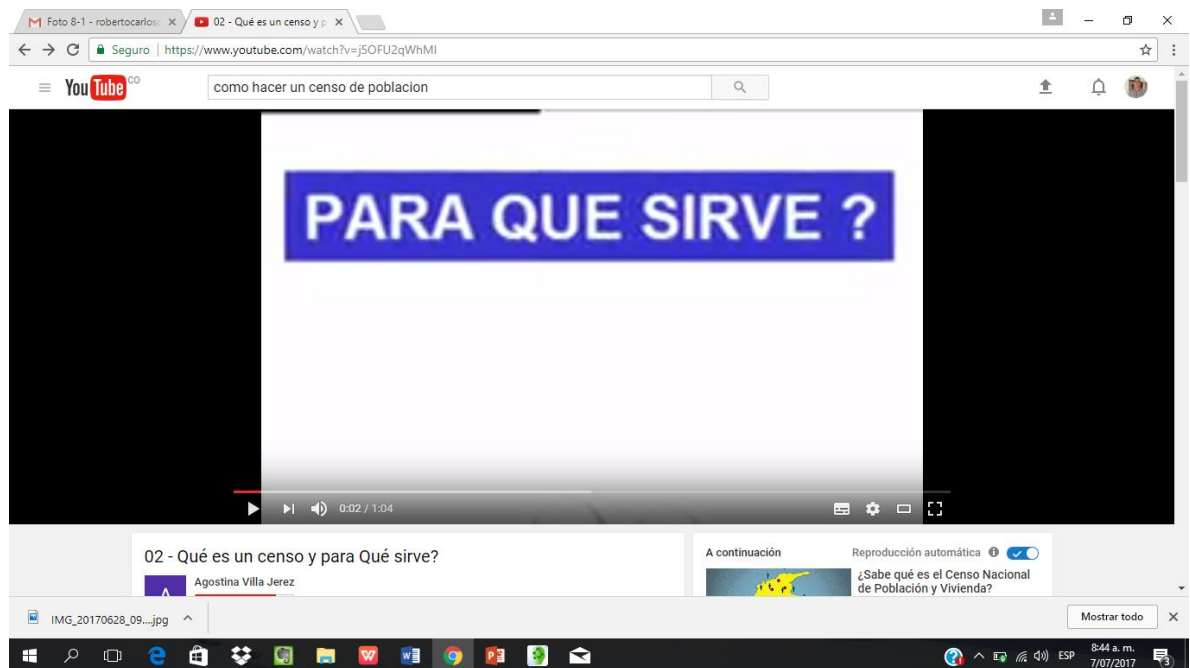 Foto 8-1 - robertocarlos
02 - Qué es un censo y p
Seguro
https://www.youtube.com/watch?v=j5OFU2qWhMI
YouTube CO
como hacer un censo de poblacion
PARA QUE SIRVE ?
0:02 / 1:04
02 - Qué es un censo y para Qué sirve?
Agostina Villa Jerez
A continuación
Reproducción automática
¿Sabe qué es el Censo Nacional
de Población y Vivienda?
IMG_20170628_09....jpg
Mostrar todo
ESP
8:44 a. m.
7/07/2017